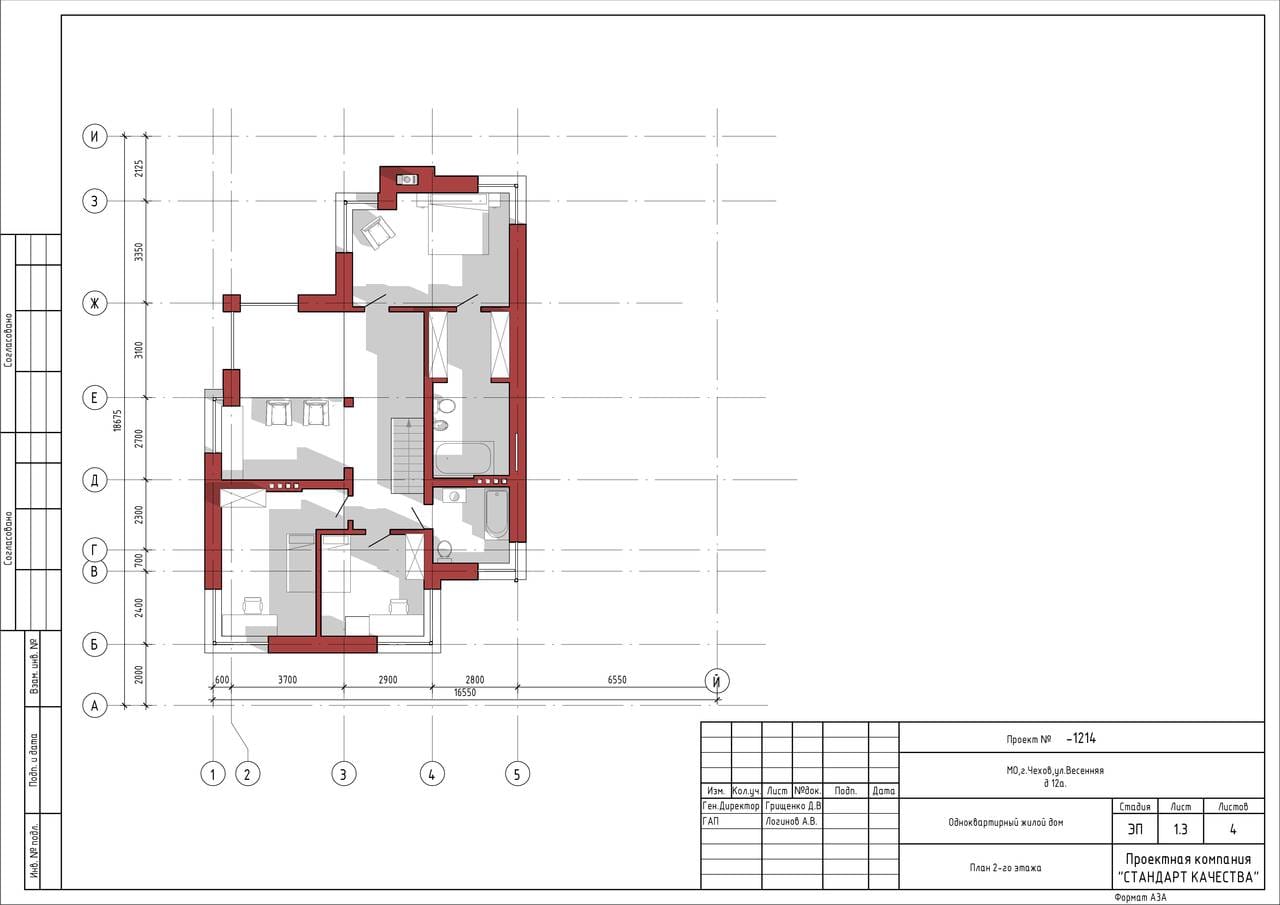 И
З
Ж
Е
Д
Г
В
Б
А
2125
3350
3100
2700
2300
700
2400
2000
18675
600
3700
2900
2800
6550
16550
Й
1
2
3
4
5
Согласовано
Согласовано
Взам. инв. №
Подп. и дата
Инв. № подл.
Проект № -1214
МО,г.Чехов,ул.Весенняя
д 12а.
Изм. Кол.уч. Лист №док. Подп. Дата
Ген.Директор Грищенко Д.В
ГАП Логинов А.В.
Одноквартирный жилой дом
Стадия Лист Листов
ЭП 1.3 4
План 2-го этажа
Проектная компания
"СТАНДАРТ КАЧЕСТВА"
Формат А3А